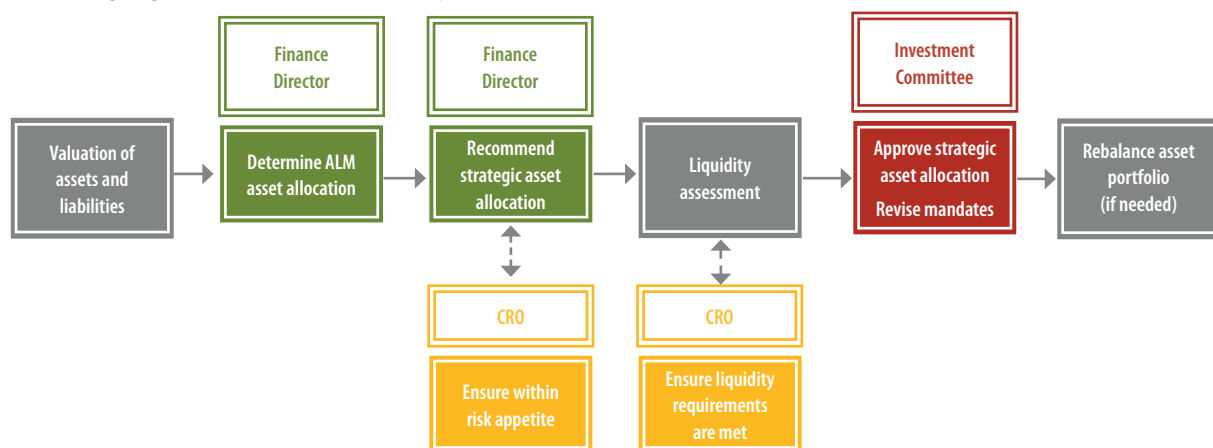 Finance
Director
Finance
Director
Investment
Committee
Valuation of
assets and
liabilities
Determine ALM
asset allocation
Recommend
strategic asset
allocation
Liquidity
assessment
Approve strategic
asset allocation
Revise mandates
Rebalance asset
portfolio
(if needed)
CRO
CRO
Ensure within
risk appetite
Ensure liquidity
requirements
are met